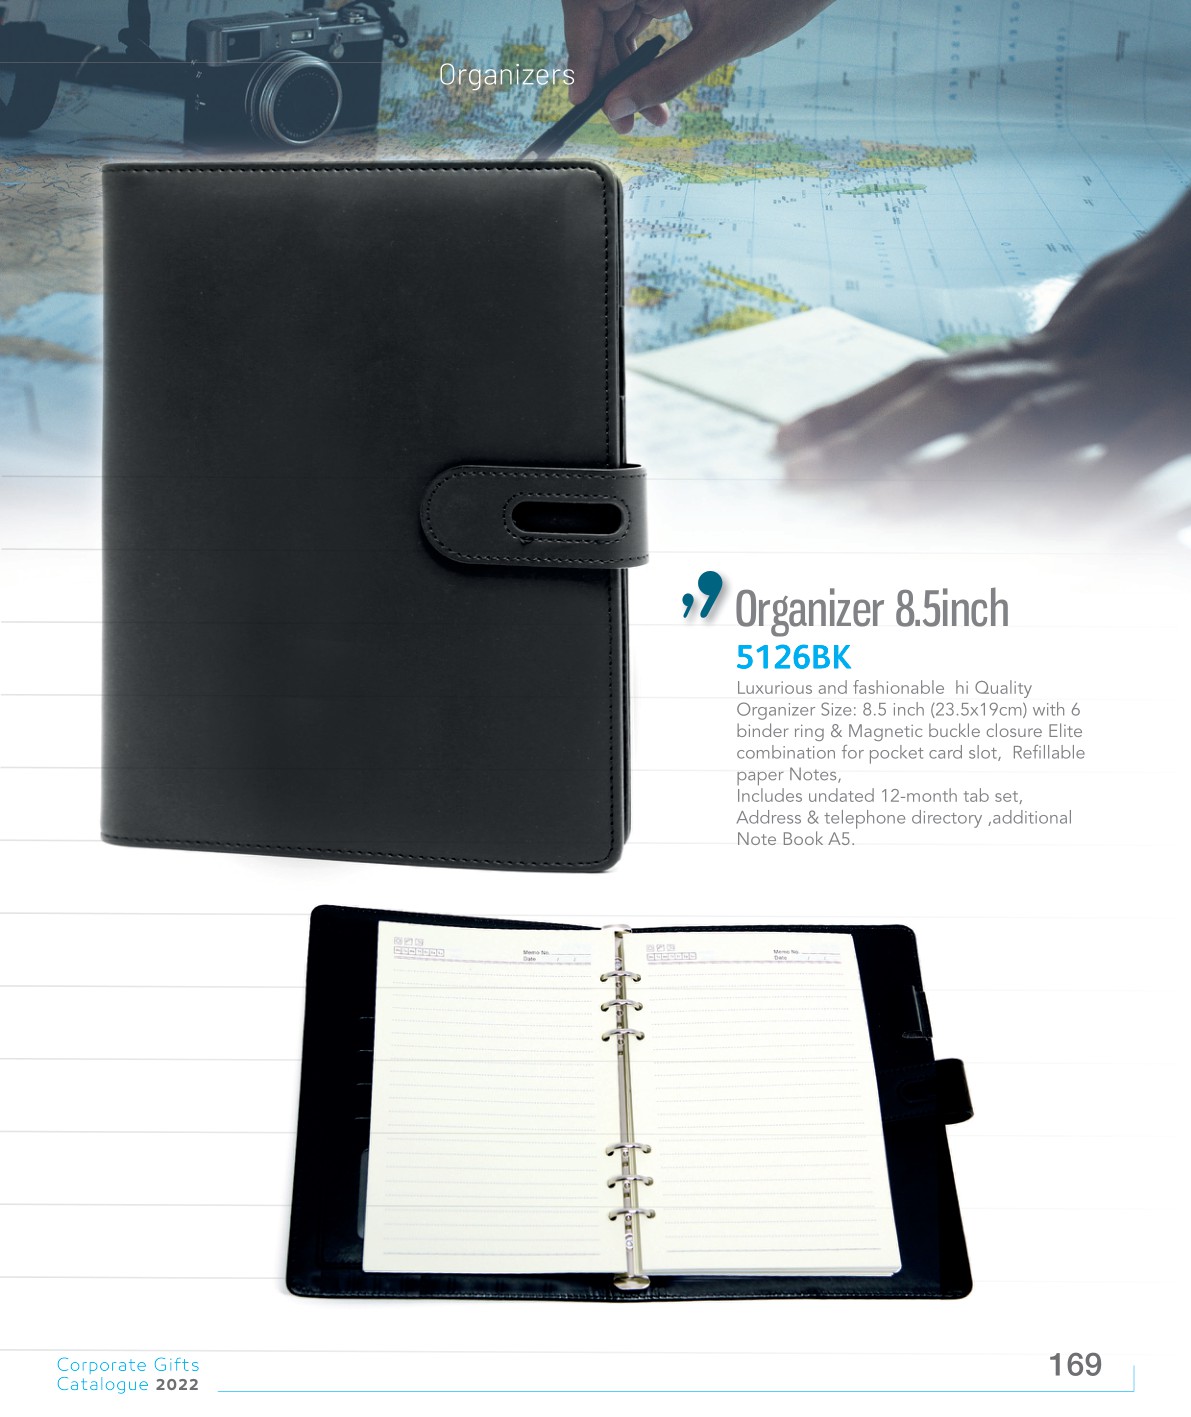 Organizers
Organizer 8.5inch
5126BK
Luxurious and fashionable  hi Quality
Organizer Size: 8.5 inch (23.5x19cm) with 6
binder ring & Magnetic buckle closure Elite
combination for pocket card slot,  Refillable
paper Notes,
Includes undated 12-month tab set,
Address & telephone directory ,additional
Note Book A5.
Memo No
Date / /
Memo No
Date / /
Corporate Gifts
Catalogue 2022
169